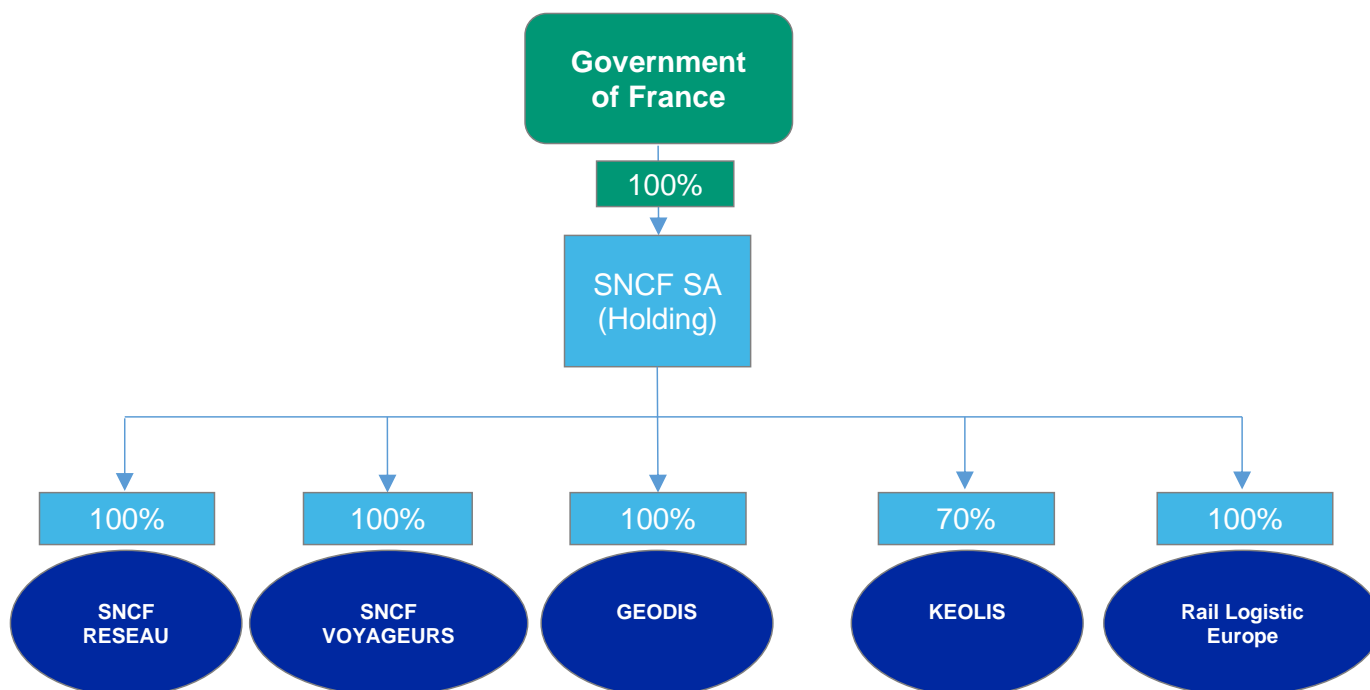 Government
of France
100%
SNCF SA
(Holding)
100%
100%
100%
70%
100%
SNCF
RESEAU
SNCF
VOYAGEURS
GEODIS
KEOLIS
Rail Logistic
Europe